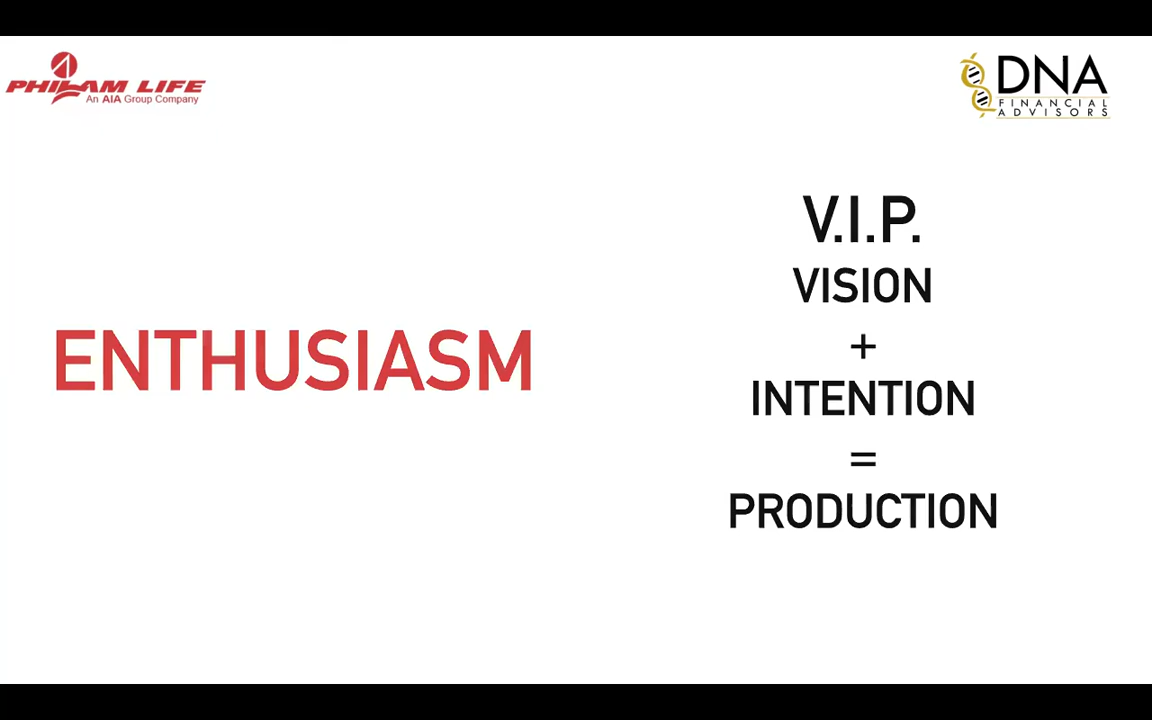 PHILAM LIFE
An AIA Group Company
DNA
FINANCIAL
ADVISORS
ENTHUSIASM
V.I.P.
VISION
+
INTENTION
=
PRODUCTION